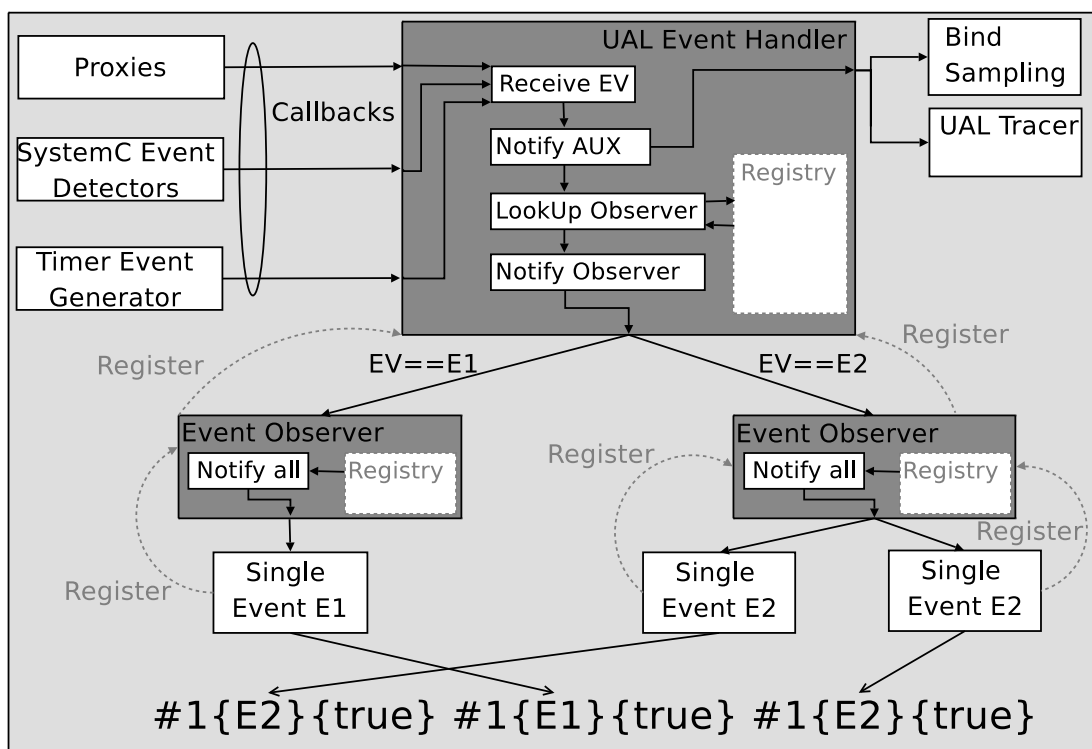 UAL Event Handler
Bind
Sampling
Proxies
Receive EV
Callbacks
UAL Tracer
Notify AUX
SystemC Event
Detectors
Registry
LookUp Observer
Timer Event
Generator
Notify Observer
Register
EV==E1
EV==E2
Register
Event Observer
Notify all
Registry
Register
Event Observer
Notify all
Registry
Register
Register
Single
Event E1
Single
Event E2
Single
Event E2
#1{E2}{true} #1{E1}{true} #1{E2}{true}